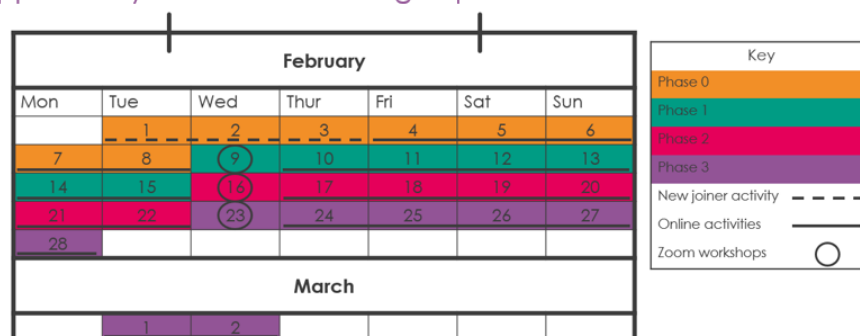 February
Mon Tue Wed Thur Fri Sat Sun
1 2 3 4 5 6
7 8 9 10 11 12 13
14 15 16 17 18 19 20
21 22 23 24 25 26 27
28
March
1 2
Key
Phase 0
Phase 1
Phase 2
Phase 3
New joiner activity
Online activities
Zoom workshops